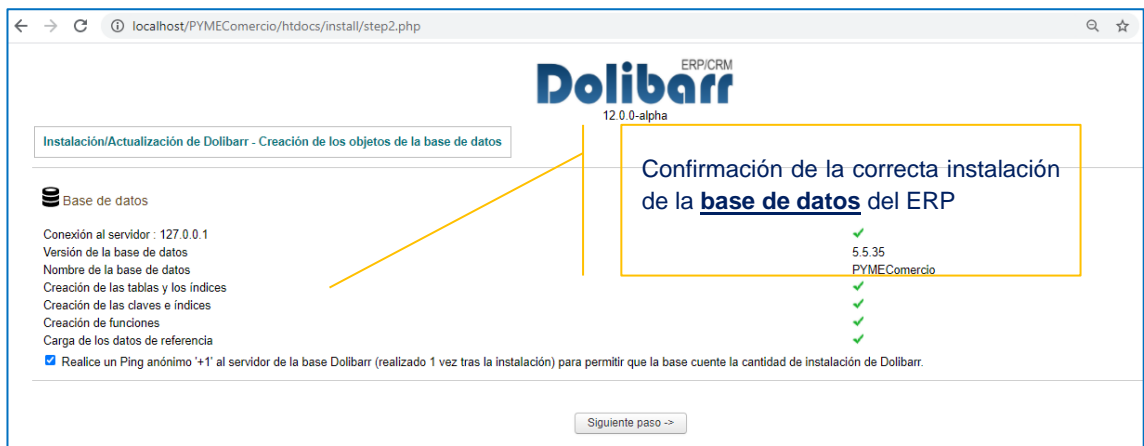 localhost/PYMEComercio/htdocs/install/step2.php
Dolibarr ERP/CRM
12.0.0-alpha
Instalación/Actualización de Dolibarr - Creación de los objetos de la base de datos
Confirmación de la correcta instalación
de la base de datos del ERP
Base de datos
Conexión al servidor : 127.0.0.1
Versión de la base de datos 5.5.35
Nombre de la base de datos PYMEComercio
Creación de las tablas y los índices
Creación de las claves e índices
Creación de funciones
Carga de los datos de referencia
Realice un Ping anónimo '+1' al servidor de la base Dolibarr (realizado 1 vez tras la instalación) para permitir que la base cuente la cantidad de instalación de Dolibarr.
Siguiente paso ->